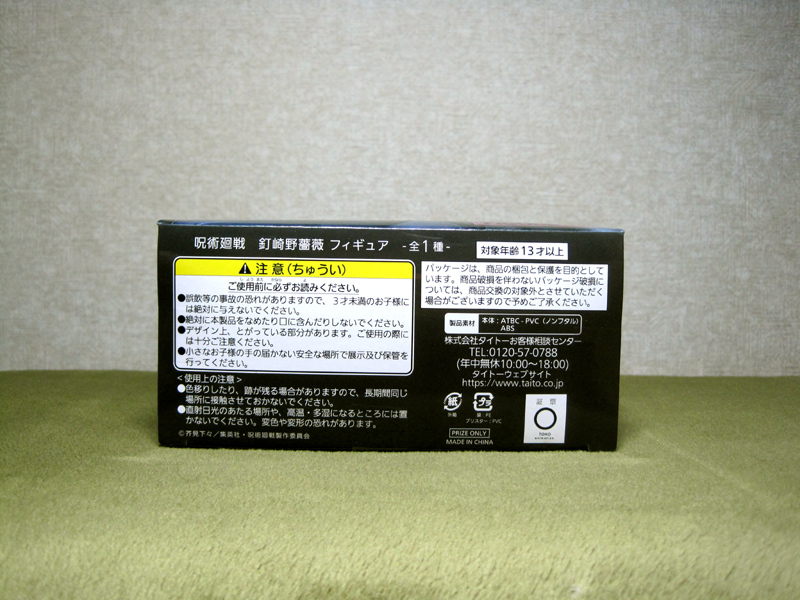 呪術廻戦 釘崎野薔薇 フィギュア -全1種-
対象年齢13才以上
⚠注意(ちゅうい)
ご使用前に必ずお読みください。
●誤飲等の事故の恐れがありますので、3才未満のお子様に
は絶対に与えないでください。
●絶対に本製品をなめたり口に含んだりしないでください。
●デザイン上、とがっている部分があります。ご使用の際に
は十分ご注意ください。
●小さなお子様の手の届かない安全な場所で展示及び保管を
行ってください。
<使用上の注意>
●色移りしたり、跡が残る場合がありますので、長期間同じ
場所に接触させておかないでください。
●直射日光のあたる場所や、高温・多湿になるところには置
かないでください。変色や変形の恐れがあります。
©芥見下々/集英社・呪術廻戦製作委員会
パッケージは、商品の梱包と保護を目的としてい
ます。商品破損を伴わないパッケージ破損に
ついては、商品交換の対象外とさせていただく
場合がございますので予めご了承ください。
製品素材
本体:ATBC-PVC(ノンフタル)
ABS
株式会社タイトーお客様相談センター
TEL:0120-57-0788
(年中無休10:00~18:00)
タイトーウェブサイト
https://www.taito.co.jp
紙
外箱
プラ
袋:PE
ブリスター:PVC
PRIZE ONLY
MADE IN CHINA
証票